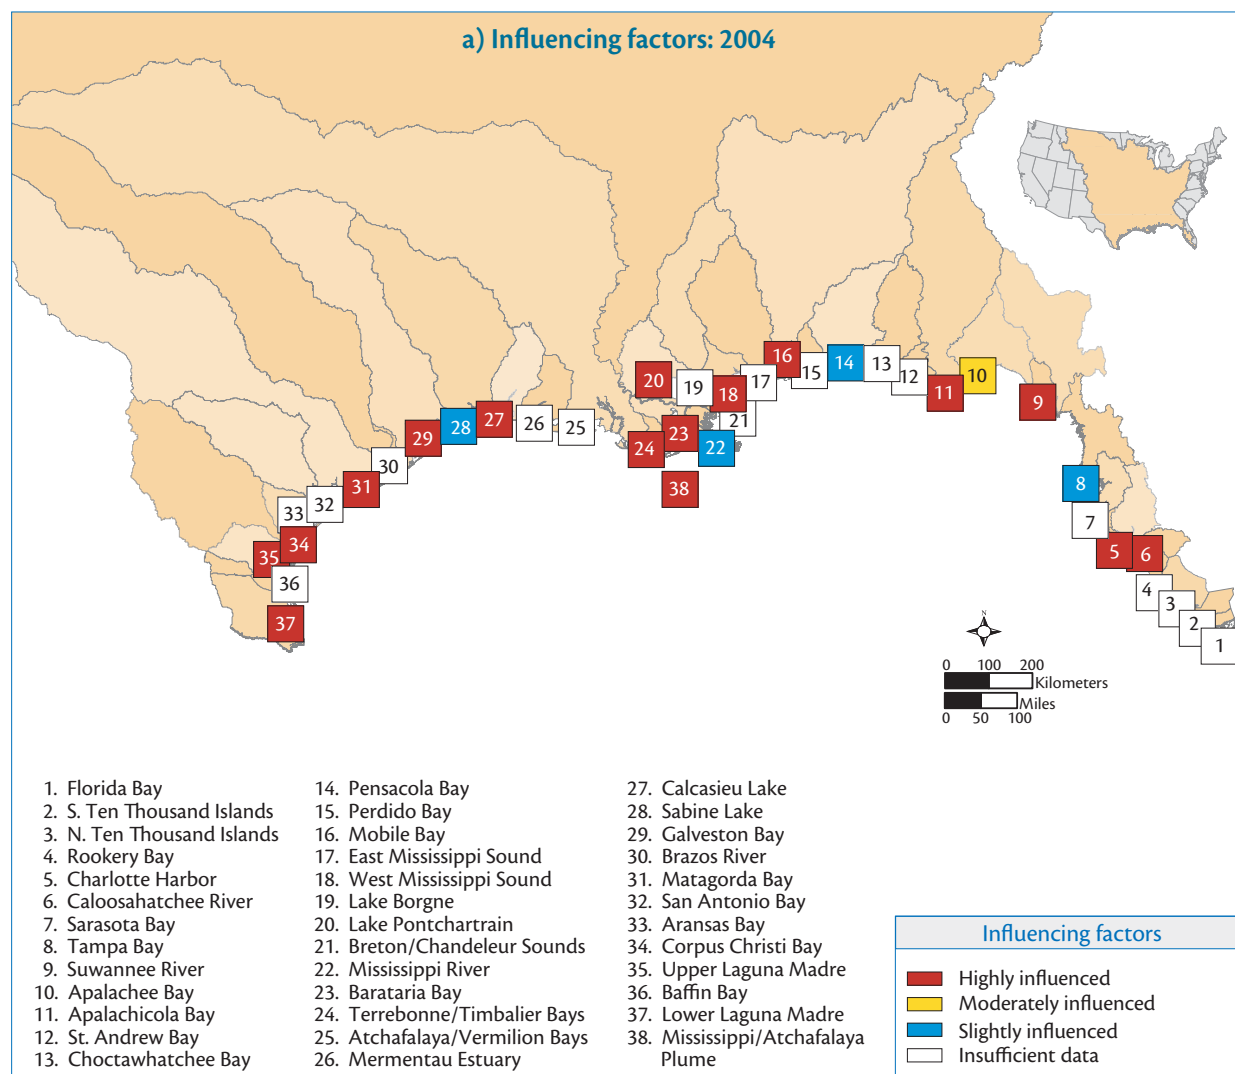 a) Influencing factors: 2004
16
14
13
15
12
17
20
19
18
10
11
9
21
27
28
26
25
29
23
22
24
30
31
38
8
32
33
7
34
35
5
6
36
4
3
37
2
1
N
0 100 200
Kilometers
Miles
0 50 100
1. Florida Bay
2. S. Ten Thousand Islands
3. N. Ten Thousand Islands
4. Rookery Bay
5. Charlotte Harbor
6. Caloosahatchee River
7. Sarasota Bay
8. Tampa Bay
9. Suwannee River
10. Apalachee Bay
11. Apalachicola Bay
12. St. Andrew Bay
13. Choctawhatchee Bay
14. Pensacola Bay
15. Perdido Bay
16. Mobile Bay
17. East Mississippi Sound
18. West Mississippi Sound
19. Lake Borgne
20. Lake Pontchartrain
21. Breton/Chandeleur Sounds
22. Mississippi River
23. Barataria Bay
24. Terrebonne/Timbalier Bays
25. Atchafalaya/Vermilion Bays
26. Mermentau Estuary
27. Calcasieu Lake
28. Sabine Lake
29. Galveston Bay
30. Brazos River
31. Matagorda Bay
32. San Antonio Bay
33. Aransas Bay
34. Corpus Christi Bay
35. Upper Laguna Madre
36. Baffin Bay
37. Lower Laguna Madre
38. Mississippi/Atchafalaya
Plume
Influencing factors
Highly influenced
Moderately influenced
Slightly influenced
Insufficient data